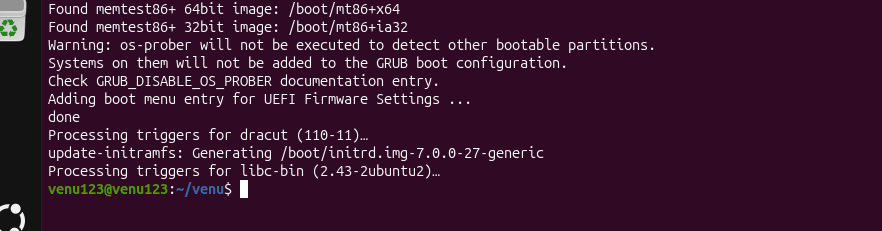 Found memtest86+ 64bit image: /boot/mt86+x64
Found memtest86+ 32bit image: /boot/mt86+ia32
Warning: os-prober will not be executed to detect other bootable partitions.
Systems on them will not be added to the GRUB boot configuration.
Check GRUB_DISABLE_OS_PROBER documentation entry.
Adding boot menu entry for UEFI Firmware Settings ...
done
Processing triggers for dracut (110-11)…
update-initramfs: Generating /boot/initrd.img-7.0.0-27-generic
Processing triggers for libc-bin (2.43-2ubuntu2)…
venu123@venu123:~/venu$